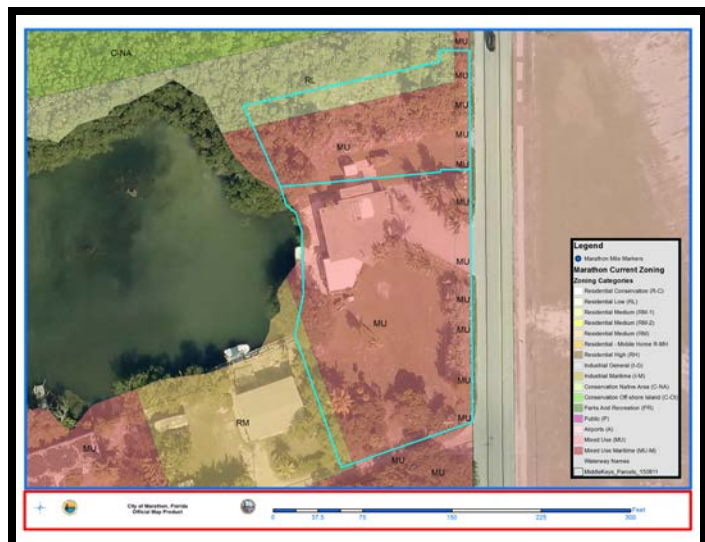 MU
C-NA
MU
RL
MU
MU
MU
MU
MU
MU
MU
MU
MU
MU
RM
MU
MU
MU
Legend
Marathon Mile Markers
Marathon Current Zoning
Zoning Categories
Residential Conservation (R-C)
Residential Low (RL)
Residential Medium (RM-1)
Residential Medium (RM-2)
Residential Medium (RM)
Residential - Mobile Home R-MH
Residential High (RH)
Industrial General (I-G)
Industrial Maritime (I-M)
Conservation Native Area (C-NA)
Conservation Off-shore Island (C-OI)
Parks And Recreation (PR)
Public (P)
Airports (A)
Mixed Use (MU)
Mixed Use Maritime (MU-M)
Waterway Names
MiddleKeys_Parcels_150811
City of Marathon, Florida
Official Map Product
Feet
0 37.5 75 150 225 300